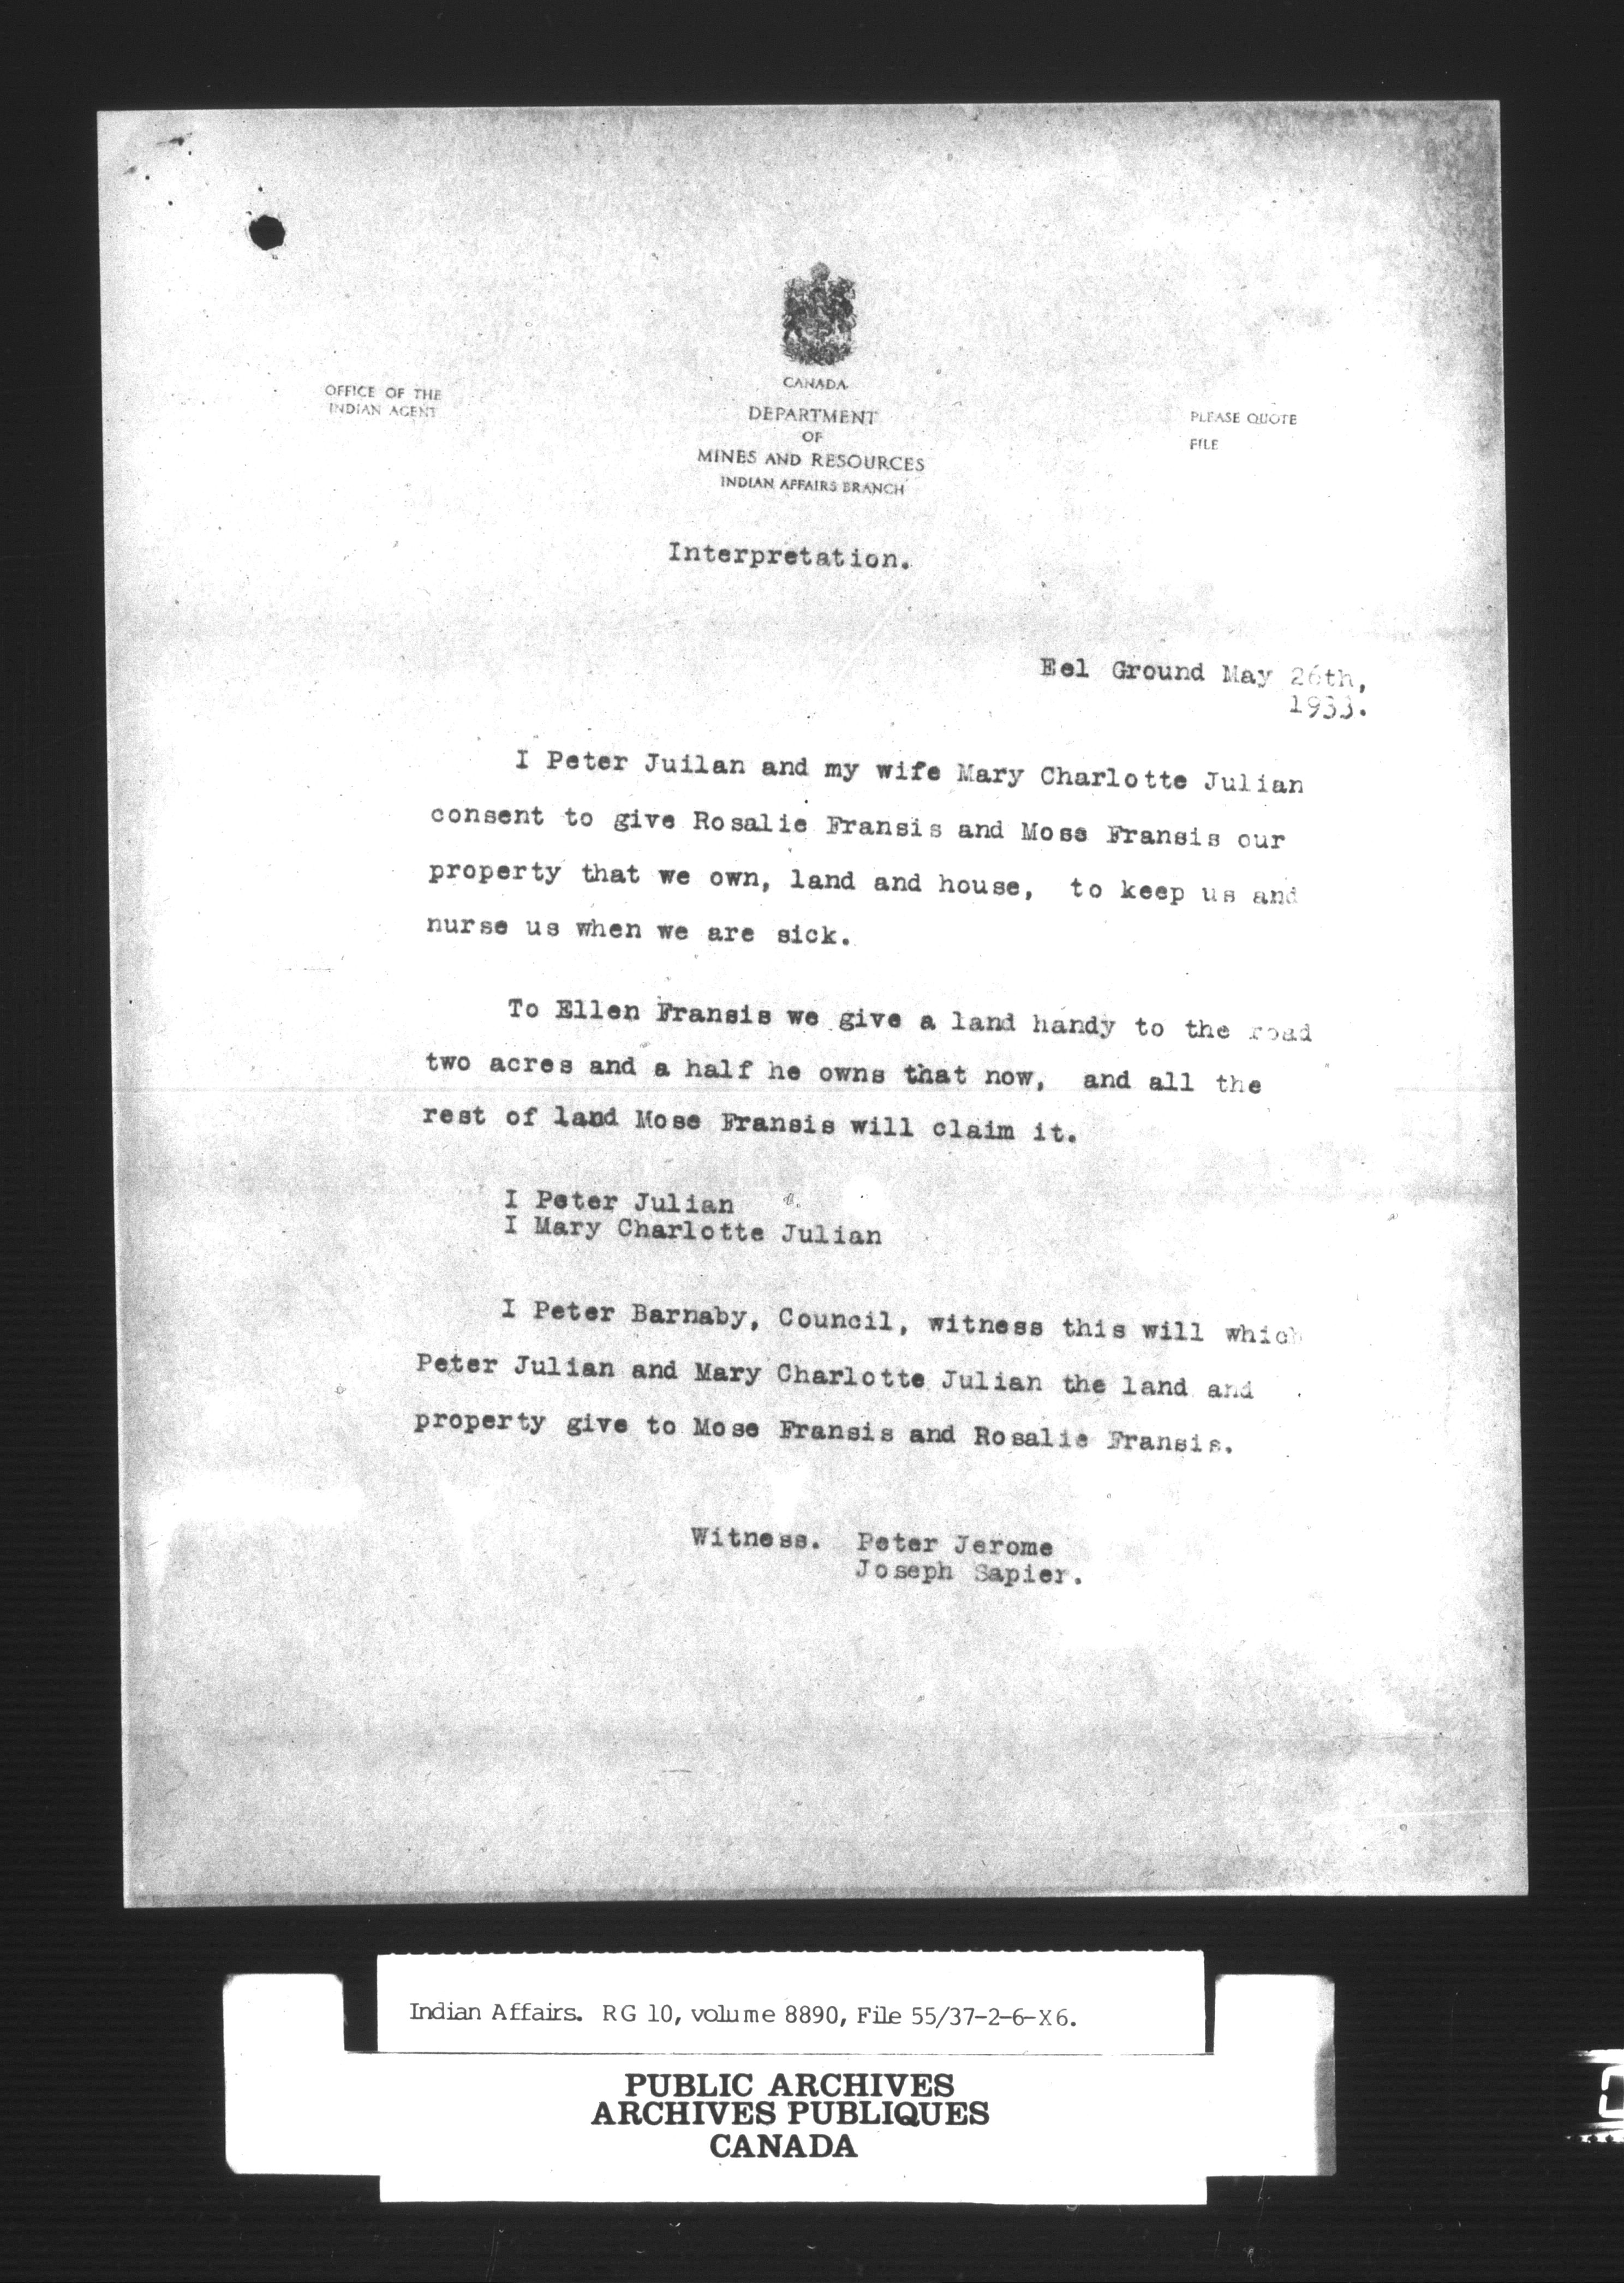 OFFICE OF THE
INDIAN AGENT
CANADA
DEPARTMENT
OF
MINES AND RESOURCES
INDIAN AFFAIRS BRANCH
PLEASE QUOTE
FILE
Interpretation.
Eel Ground May 26th,
1933.
I Peter Juilan and my wife Mary Charlotte Julian
consent to give Rosalie Fransis and Mose Fransis our
property that we own, land and house, to keep us and
nurse us when we are sick.
To Ellen Fransis we give a land handy to the road
two acres and a half he owns that now, and all the
rest of land Mose Fransis will claim it.
I Peter Julian
I Mary Charlotte Julian
I Peter Barnaby, Council, witness this will which
Peter Julian and Mary Charlotte Julian the land and
property give to Mose Fransis and Rosalie Fransis.
Witness. Peter Jerome
Joseph Sapier.
Indian Affairs. RG 10, volume 8890, File 55/37-2-6-X6.
PUBLIC ARCHIVES
ARCHIVES PUBLIQUES
CANADA